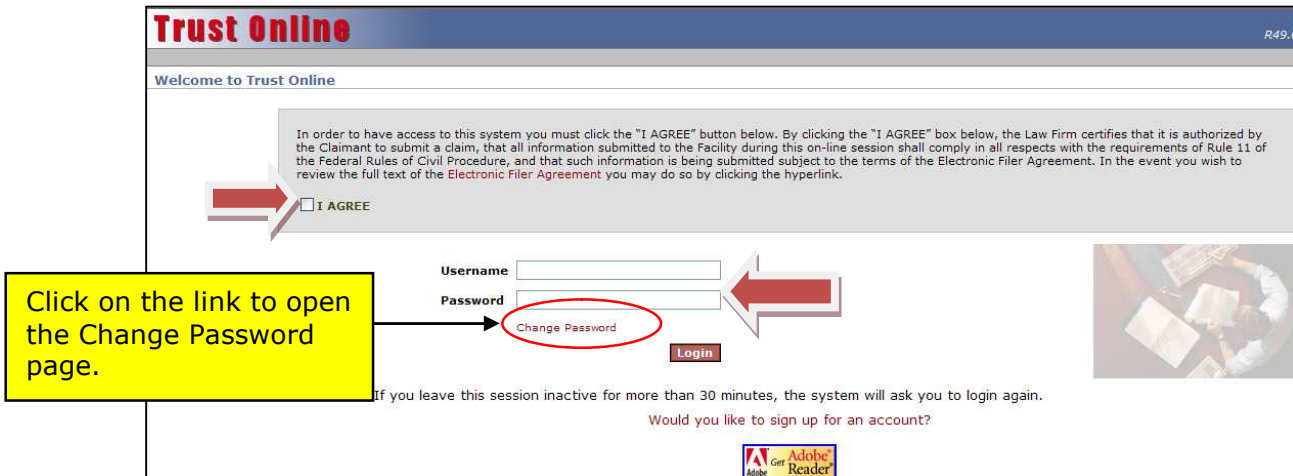 Trust Online
R49.
Welcome to Trust Online
In order to have access to this system you must click the "I AGREE" button below. By clicking the "I AGREE" box below, the Law Firm certifies that it is authorized by
the Claimant to submit a claim, that all information submitted to the Facility during this on-line session shall comply in all respects with the requirements of Rule 11 of
the Federal Rules of Civil Procedure, and that such information is being submitted subject to the terms of the Electronic Filer Agreement. In the event you wish to
review the full text of the Electronic Filer Agreement you may do so by clicking the hyperlink.
I AGREE
Username
Password
Change Password
Login
Click on the link to open
the Change Password
page.
If you leave this session inactive for more than 30 minutes, the system will ask you to login again.
Would you like to sign up for an account?
Adobe
Get Adobe
Reader